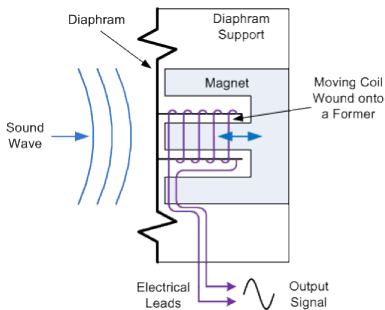 Diaphram
Diaphram
Support
Magnet
Moving Coil
Wound onto
a Former
Sound
Wave
Electrical
Leads
Output
Signal